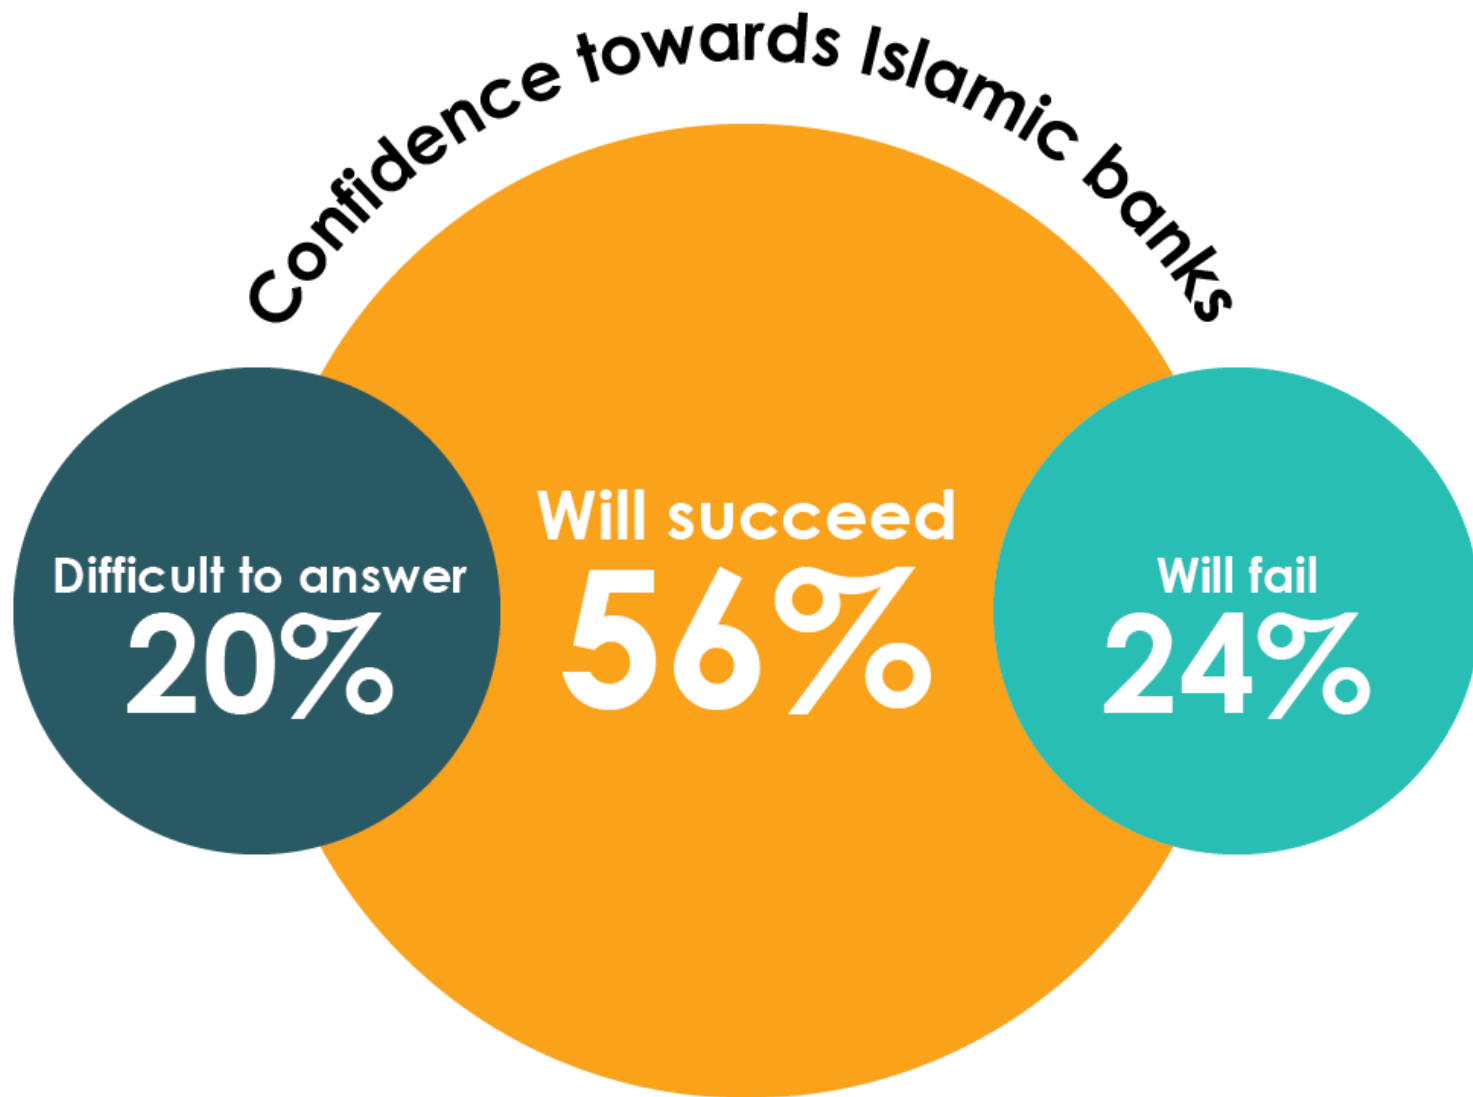 Confidence towards Islamic banks
Difficult to answer
20%
Will succeed
56%
Will fail
24%